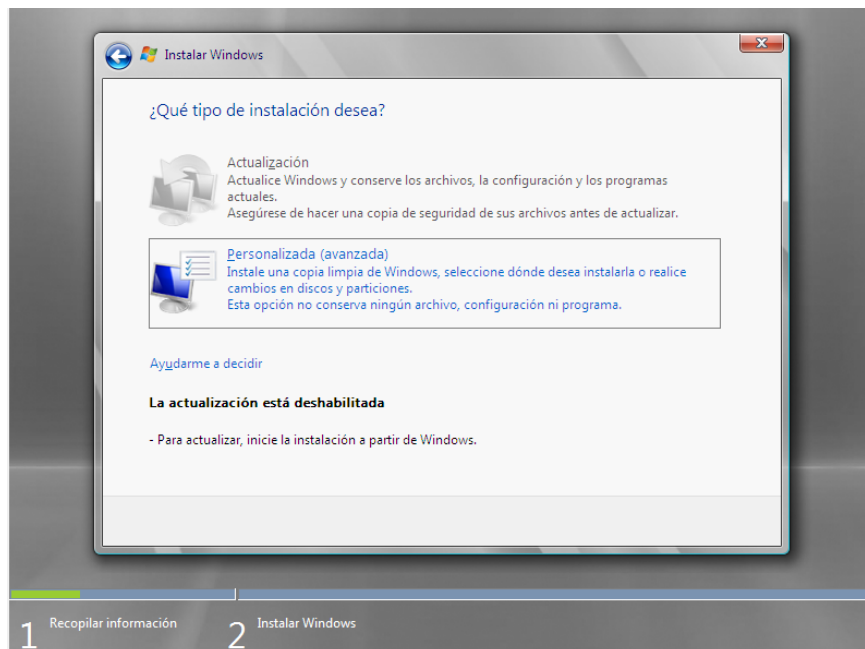 Instalar Windows
¿Qué tipo de instalación desea?
Actualización
Actualice Windows y conserve los archivos, la configuración y los programas
actuales.
Asegúrese de hacer una copia de seguridad de sus archivos antes de actualizar.
Personalizada (avanzada)
Instale una copia limpia de Windows, seleccione dónde desea instalarla o realice
cambios en discos y particiones.
Esta opción no conserva ningún archivo, configuración ni programa.
Ayudarme a decidir
La actualización está deshabilitada
- Para actualizar, inicie la instalación a partir de Windows.
1 Recopilar información
2 Instalar Windows